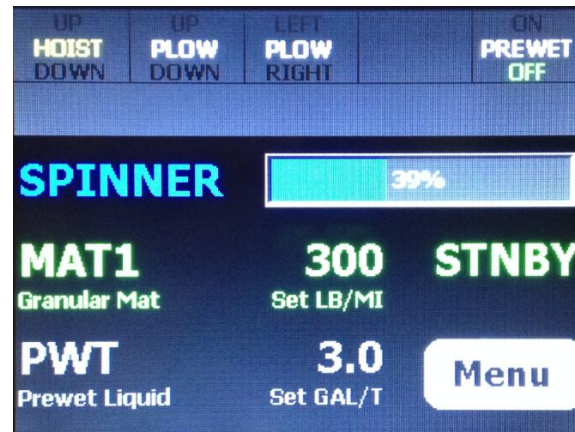 UP UP LEFT ON
HOIST PLOW PLOW PREWET
DOWN DOWN RIGHT OFF
SPINNER 39%
MAT1 300 STNBY
Granular Mat Set LB/MI
PWT 3.0 Menu
Prewet Liquid Set GAL/T